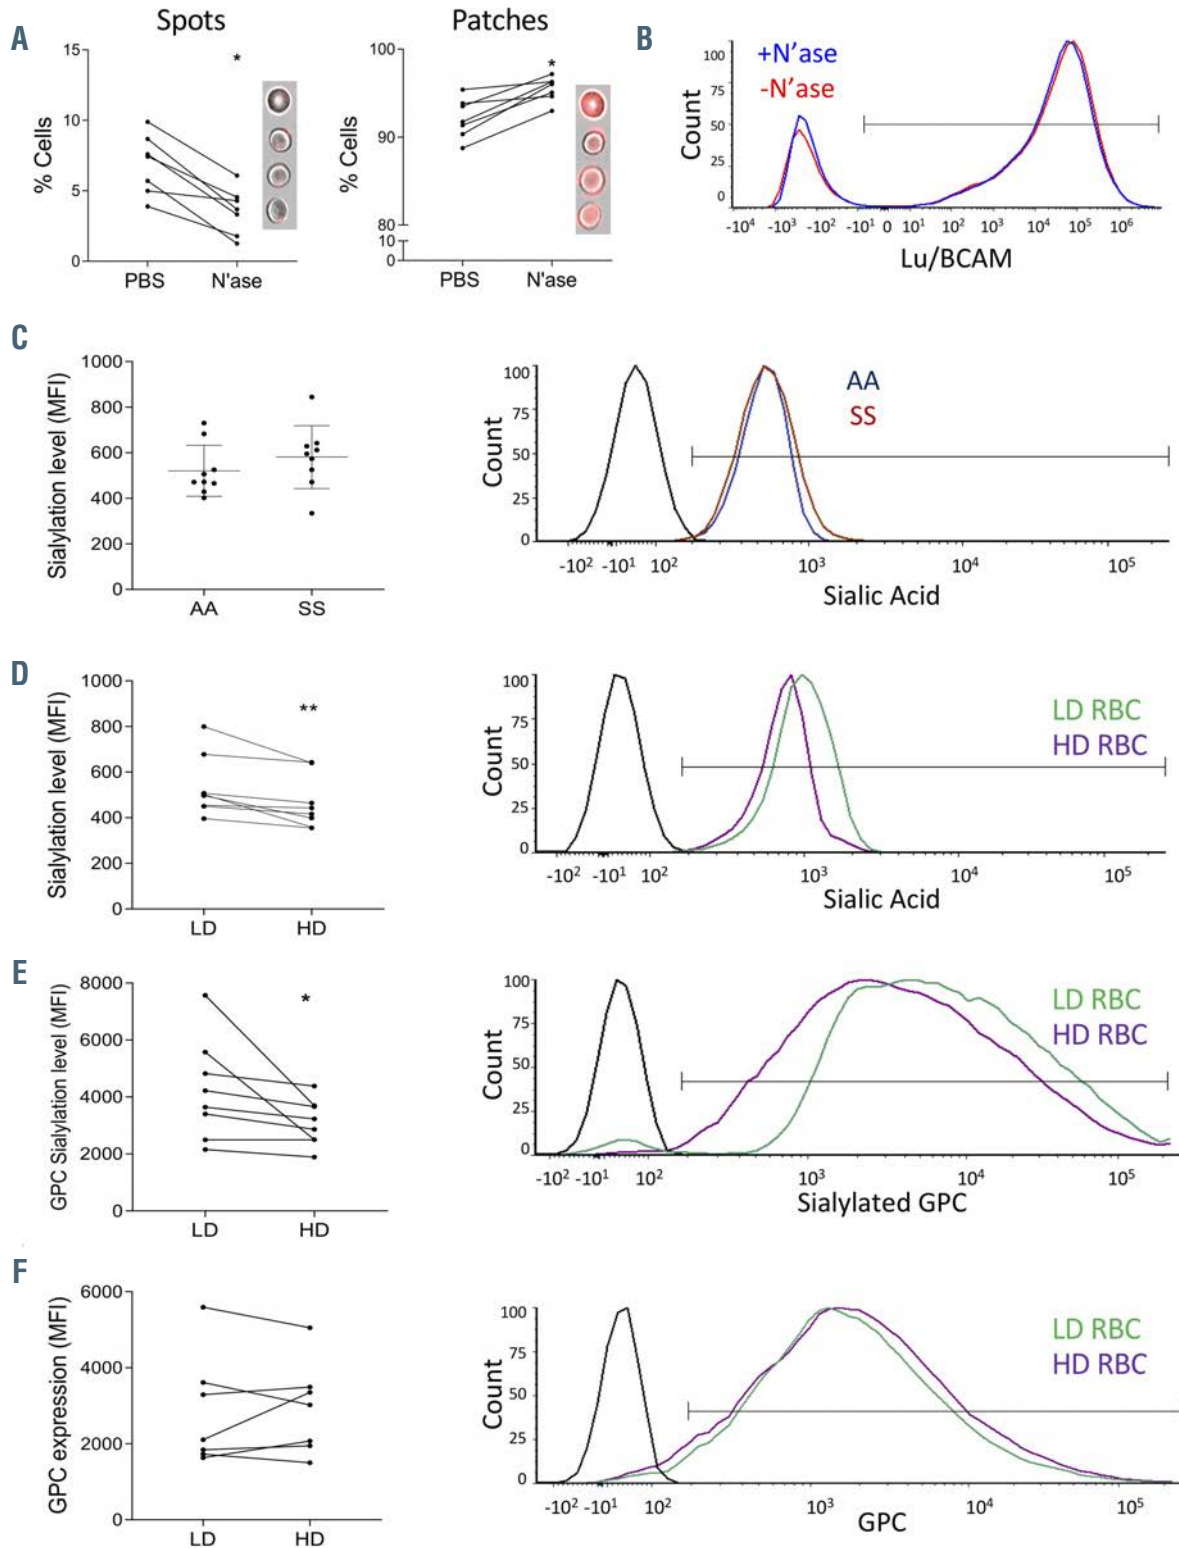 A
Spots
% Cells
15
10
5
0
*
PBS
N'ase
Patches
% Cells
100
90
80
10
0
*
PBS
N'ase
B
+N'ase
-N'ase
Count
100
75
50
25
0
-10⁴ -10³ -10² -10¹ 0 10¹ 10² 10³ 10⁴ 10⁵ 10⁶
Lu/BCAM
C
Sialylation level (MFI)
1000
800
600
400
200
0
AA
SS
Count
100
75
50
25
0
AA
SS
-10² -10¹ 10² 10³ 10⁴ 10⁵
Sialic Acid
D
Sialylation level (MFI)
1000
800
600
400
200
0
**
LD
HD
Count
100
75
50
25
0
LD RBC
HD RBC
-10² -10¹ 10² 10³ 10⁴ 10⁵
Sialic Acid
E
GPC Sialylation level (MFI)
8000
6000
4000
2000
0
*
LD
HD
Count
100
75
50
25
0
LD RBC
HD RBC
-10² -10¹ 10² 10³ 10⁴ 10⁵
Sialylated GPC
F
GPC expression (MFI)
6000
4000
2000
0
LD
HD
Count
100
75
50
25
0
LD RBC
HD RBC
-10² -10¹ 10² 10³ 10⁴ 10⁵
GPC